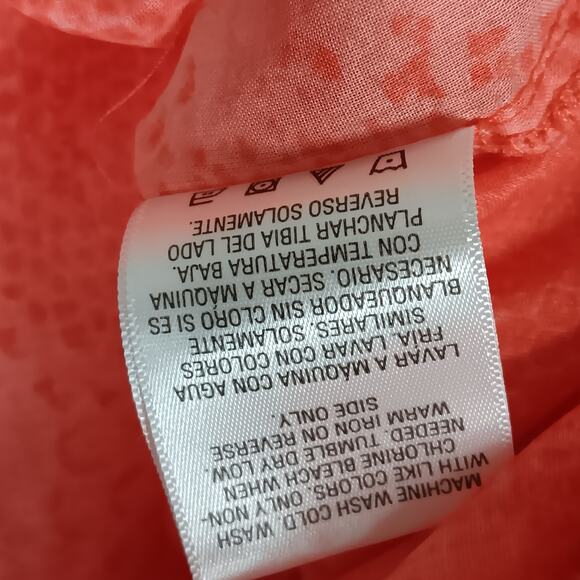 MACHINE WASH COLD. WASH
WITH LIKE COLORS. ONLY NON-
CHLORINE BLEACH WHEN
NEEDED. TUMBLE DRY LOW.
WARM IRON ON REVERSE
SIDE ONLY.
LAVAR A MÁQUINA CON AGUA
FRIA. LAVAR CON COLORES
SIMILARES. SOLAMENTE
BLANQUEADOR SIN CLORO SI ES
NECESARIO. SECAR A MÁQUINA
CON TEMPERATURA BAJA.
PLANCHAR TIBIA DEL LADO
REVERSO SOLAMENTE.